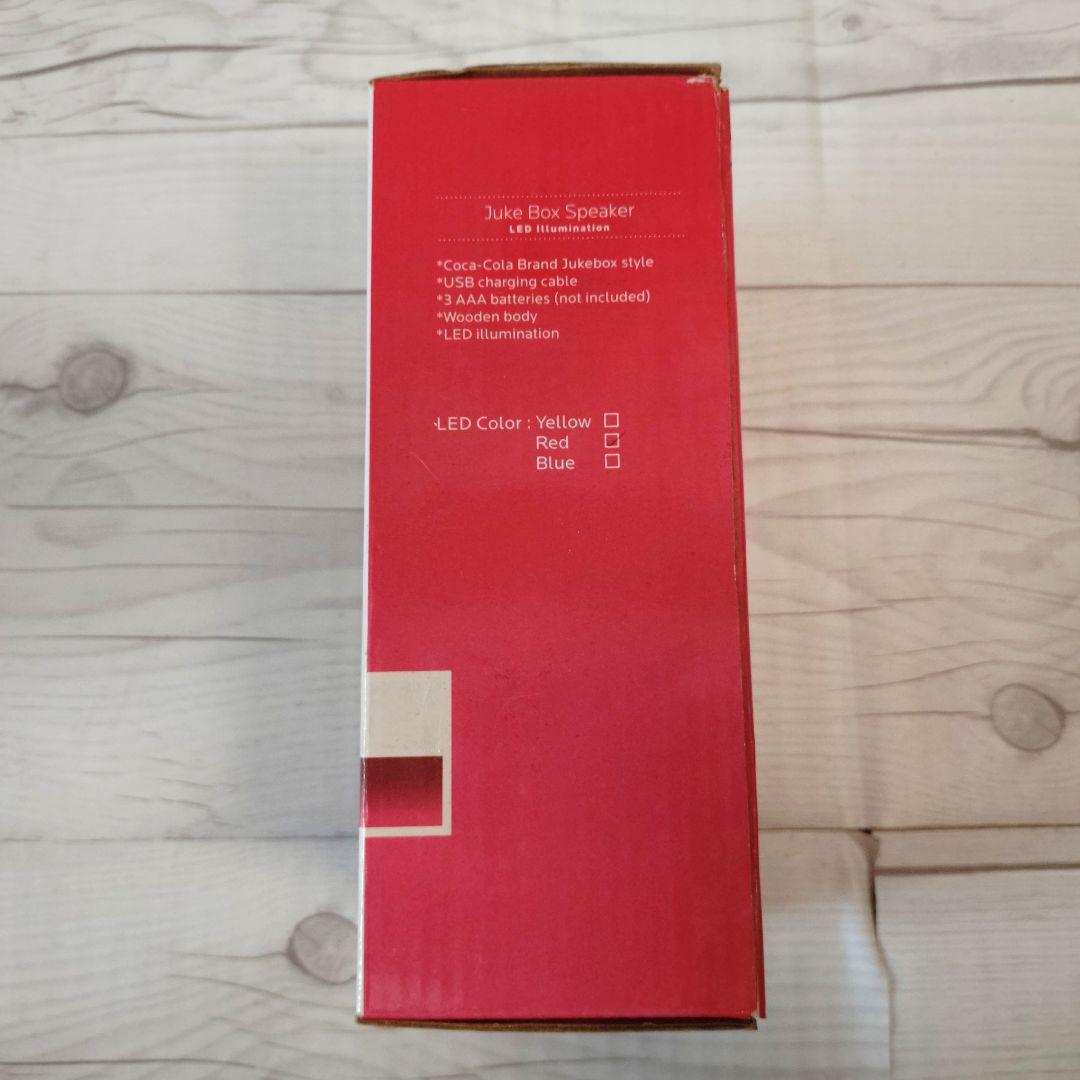 Juke Box Speaker
LED Illumination
*Coca-Cola Brand Jukebox style
*USB charging cable
*3 AAA batteries (not included)
*Wooden body
*LED illumination
LED Color : Yellow ☐
Red ☑
Blue ☐